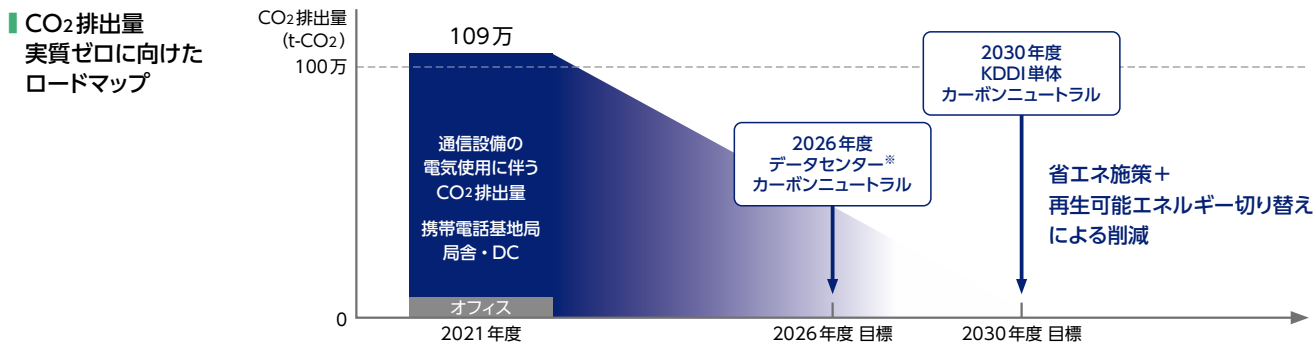 CO2排出量
実質ゼロに向けた
ロードマップ
CO2排出量
(t-CO2)
109万
100万
通信設備の
電気使用に伴う
CO2排出量
携帯電話基地局
局舎・DC
オフィス
2026年度
データセンター※
カーボンニュートラル
2030年度
KDDI単体
カーボンニュートラル
省エネ施策＋
再生可能エネルギー切り替え
による削減
0
2021年度
2026年度 目標
2030年度 目標